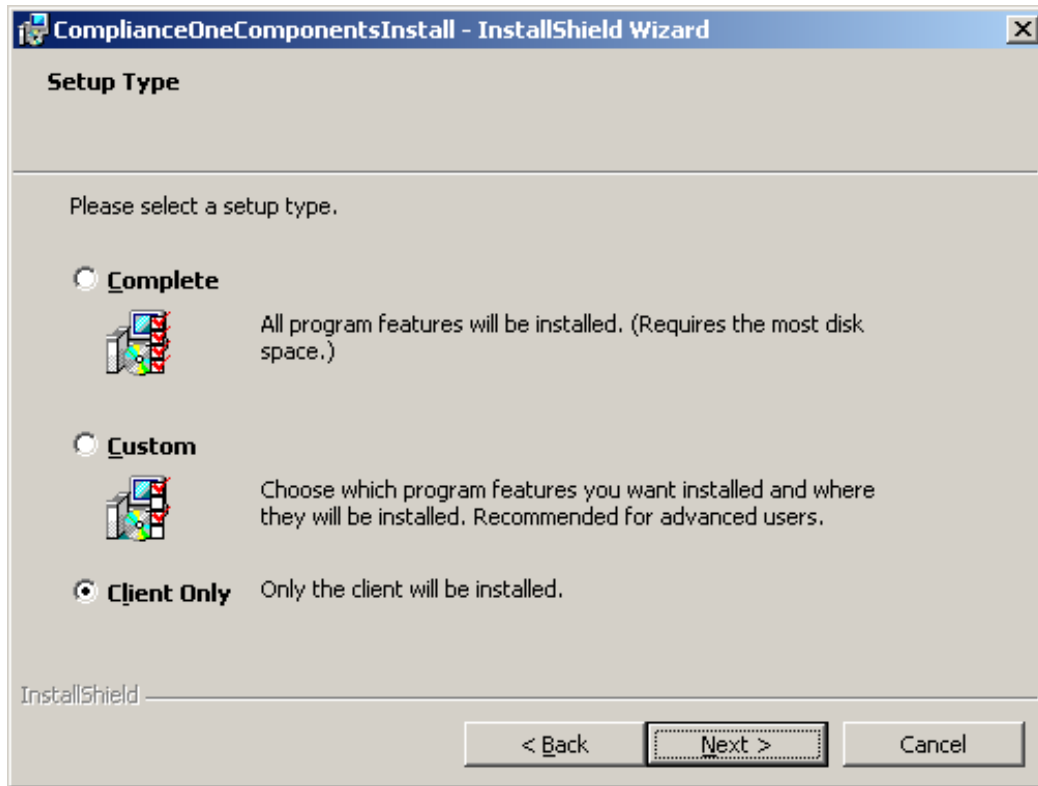 ComplianceOneComponentsInstall - InstallShield Wizard
Setup Type
Please select a setup type.
Complete
All program features will be installed. (Requires the most disk
space.)
Custom
Choose which program features you want installed and where
they will be installed. Recommended for advanced users.
Client Only Only the client will be installed.
InstallShield
< Back Next > Cancel